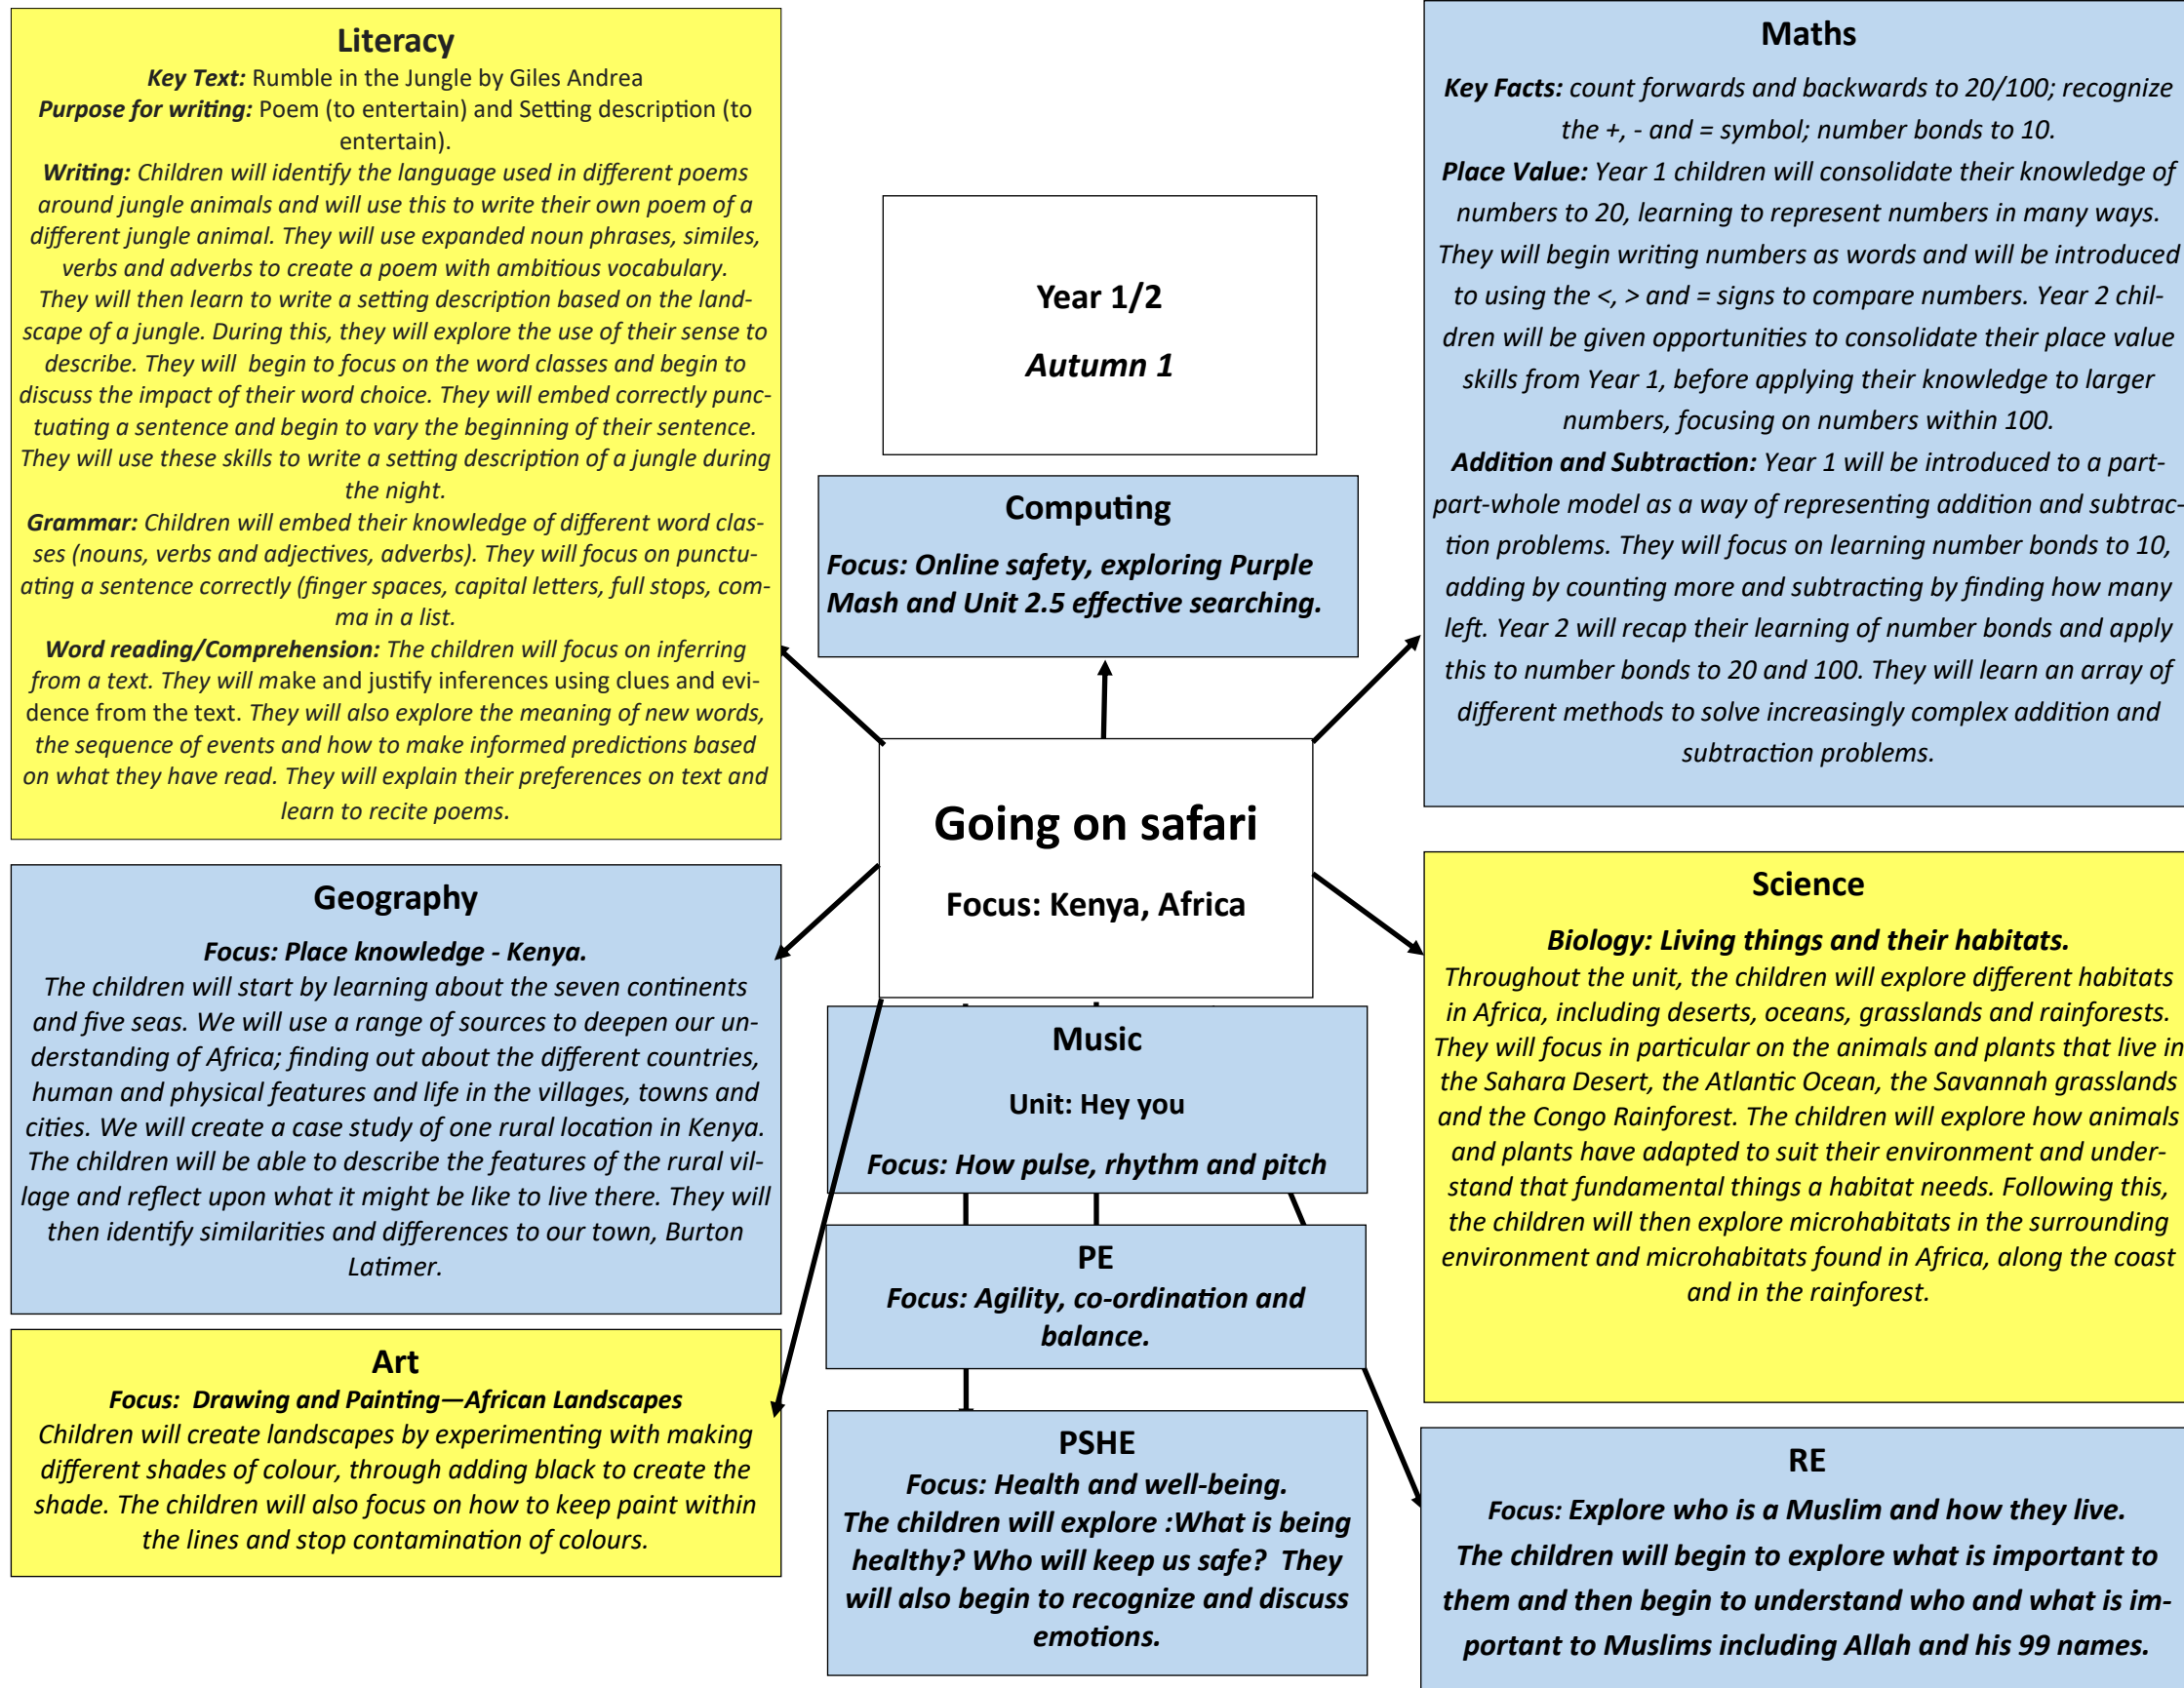 Literacy
Key Text: Rumble in the Jungle by Giles Andrea
Purpose for writing: Poem (to entertain) and Setting description (to
entertain).
Writing: Children will identify the language used in different poems
around jungle animals and will use this to write their own poem of a
different jungle animal. They will use expanded noun phrases, similes,
verbs and adverbs to create a poem with ambitious vocabulary.
They will then learn to write a setting description based on the land-
scape of a jungle. During this, they will explore the use of their sense to
describe. They will begin to focus on the word classes and begin to
discuss the impact of their word choice. They will embed correctly punc-
tuating a sentence and begin to vary the beginning of their sentence.
They will use these skills to write a setting description of a jungle during
the night.
Grammar: Children will embed their knowledge of different word clas-
ses (nouns, verbs and adjectives, adverbs). They will focus on punctu-
ating a sentence correctly (finger spaces, capital letters, full stops, com-
ma in a list.
Word reading/Comprehension: The children will focus on inferring
from a text. They will make and justify inferences using clues and evi-
dence from the text. They will also explore the meaning of new words,
the sequence of events and how to make informed predictions based
on what they have read. They will explain their preferences on text and
learn to recite poems.
Year 1/2
Autumn 1
Computing
Focus: Online safety, exploring Purple
Mash and Unit 2.5 effective searching.
Maths
Key Facts: count forwards and backwards to 20/100; recognize
the +, - and = symbol; number bonds to 10.
Place Value: Year 1 children will consolidate their knowledge of
numbers to 20, learning to represent numbers in many ways.
They will begin writing numbers as words and will be introduced
to using the <, > and = signs to compare numbers. Year 2 chil-
dren will be given opportunities to consolidate their place value
skills from Year 1, before applying their knowledge to larger
numbers, focusing on numbers within 100.
Addition and Subtraction: Year 1 will be introduced to a part-
part-whole model as a way of representing addition and subtrac-
tion problems. They will focus on learning number bonds to 10,
adding by counting more and subtracting by finding how many
left. Year 2 will recap their learning of number bonds and apply
this to number bonds to 20 and 100. They will learn an array of
different methods to solve increasingly complex addition and
subtraction problems.
Going on safari
Focus: Kenya, Africa
Geography
Focus: Place knowledge - Kenya.
The children will start by learning about the seven continents
and five seas. We will use a range of sources to deepen our un-
derstanding of Africa; finding out about the different countries,
human and physical features and life in the villages, towns and
cities. We will create a case study of one rural location in Kenya.
The children will be able to describe the features of the rural vil-
lage and reflect upon what it might be like to live there. They will
then identify similarities and differences to our town, Burton
Latimer.
Music
Unit: Hey you
Focus: How pulse, rhythm and pitch
PE
Focus: Agility, co-ordination and
balance.
Science
Biology: Living things and their habitats.
Throughout the unit, the children will explore different habitats
in Africa, including deserts, oceans, grasslands and rainforests.
They will focus in particular on the animals and plants that live in
the Sahara Desert, the Atlantic Ocean, the Savannah grasslands
and the Congo Rainforest. The children will explore how animals
and plants have adapted to suit their environment and under-
stand that fundamental things a habitat needs. Following this,
the children will then explore microhabitats in the surrounding
environment and microhabitats found in Africa, along the coast
and in the rainforest.
Art
Focus: Drawing and Painting—African Landscapes
Children will create landscapes by experimenting with making
different shades of colour, through adding black to create the
shade. The children will also focus on how to keep paint within
the lines and stop contamination of colours.
PSHE
Focus: Health and well-being.
The children will explore :What is being
healthy? Who will keep us safe? They
will also begin to recognize and discuss
emotions.
RE
Focus: Explore who is a Muslim and how they live.
The children will begin to explore what is important to
them and then begin to understand who and what is im-
portant to Muslims including Allah and his 99 names.